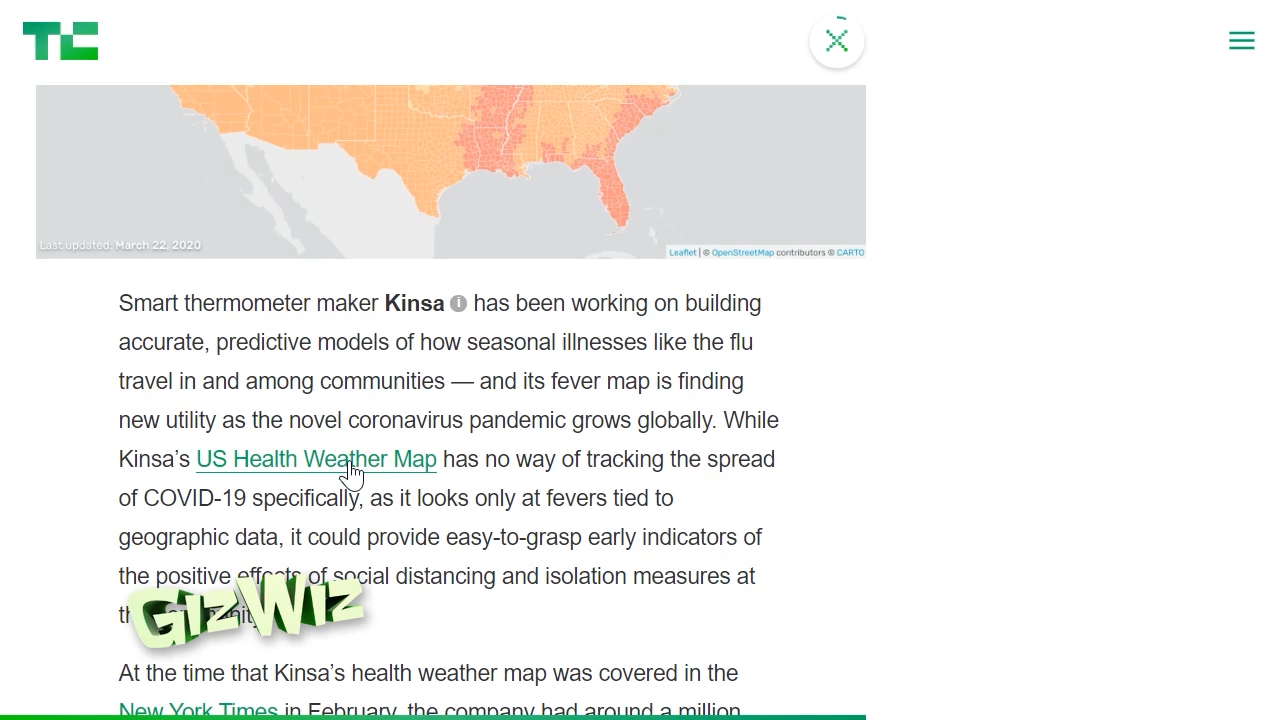 TC
Last updated: March 22, 2020
Leaflet | © OpenStreetMap contributors © CARTO
Smart thermometer maker Kinsa i has been working on building
accurate, predictive models of how seasonal illnesses like the flu
travel in and among communities — and its fever map is finding
new utility as the novel coronavirus pandemic grows globally. While
Kinsa’s US Health Weather Map has no way of tracking the spread
of COVID-19 specifically, as it looks only at fevers tied to
geographic data, it could provide easy-to-grasp early indicators of
the positive effects of social distancing and isolation measures at
GizWiz
At the time that Kinsa’s health weather map was covered in the
New York Times in February, the company had around a million